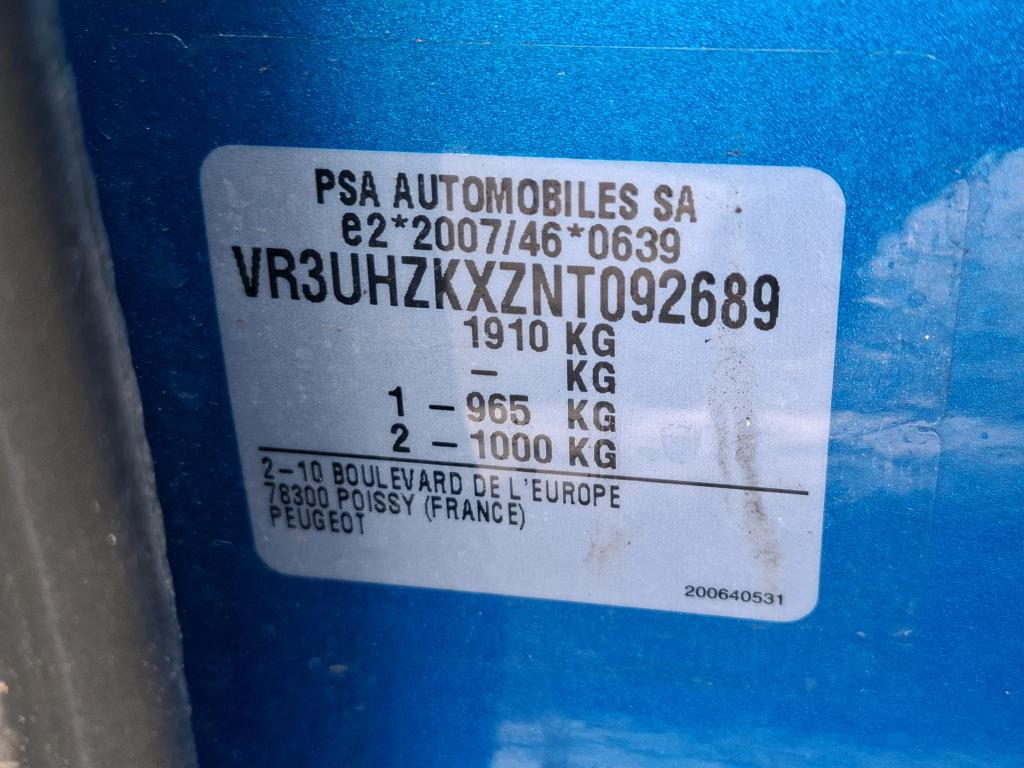 PSA AUTOMOBILES SA
e2*2007/46*0639
VR3UHZKXZNT092689
1910 KG
– KG
1 – 965 KG
2 – 1000 KG
2–10 BOULEVARD DE L'EUROPE
78300 POISSY (FRANCE)
PEUGEOT
200640531